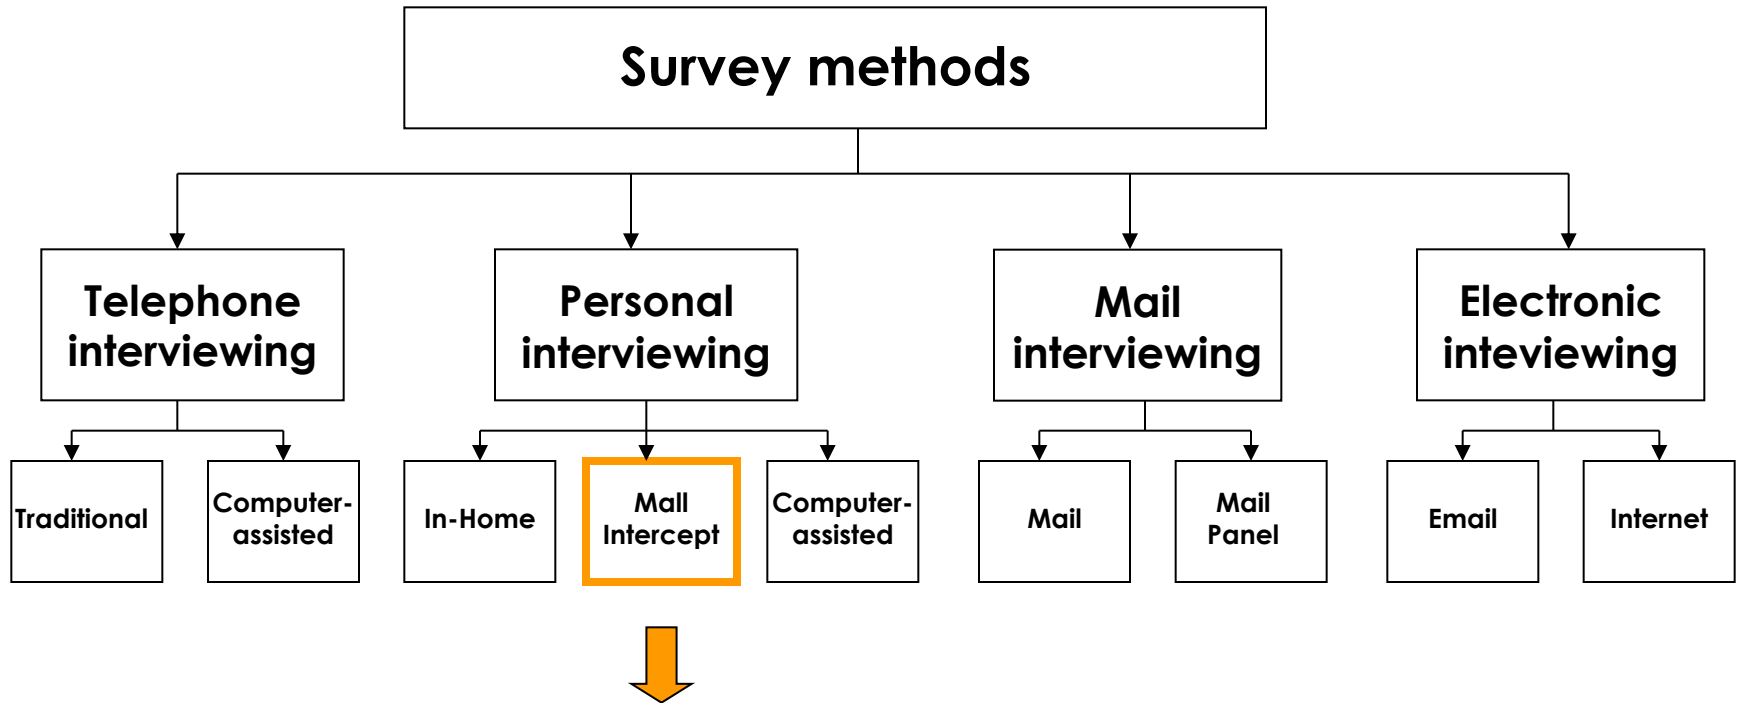 Survey methods
Telephone
interviewing
Personal
interviewing
Mail
interviewing
Electronic
inteviewing
Traditional
Computer-
assisted
In-Home
Mall
Intercept
Computer-
assisted
Mail
Mail
Panel
Email
Internet